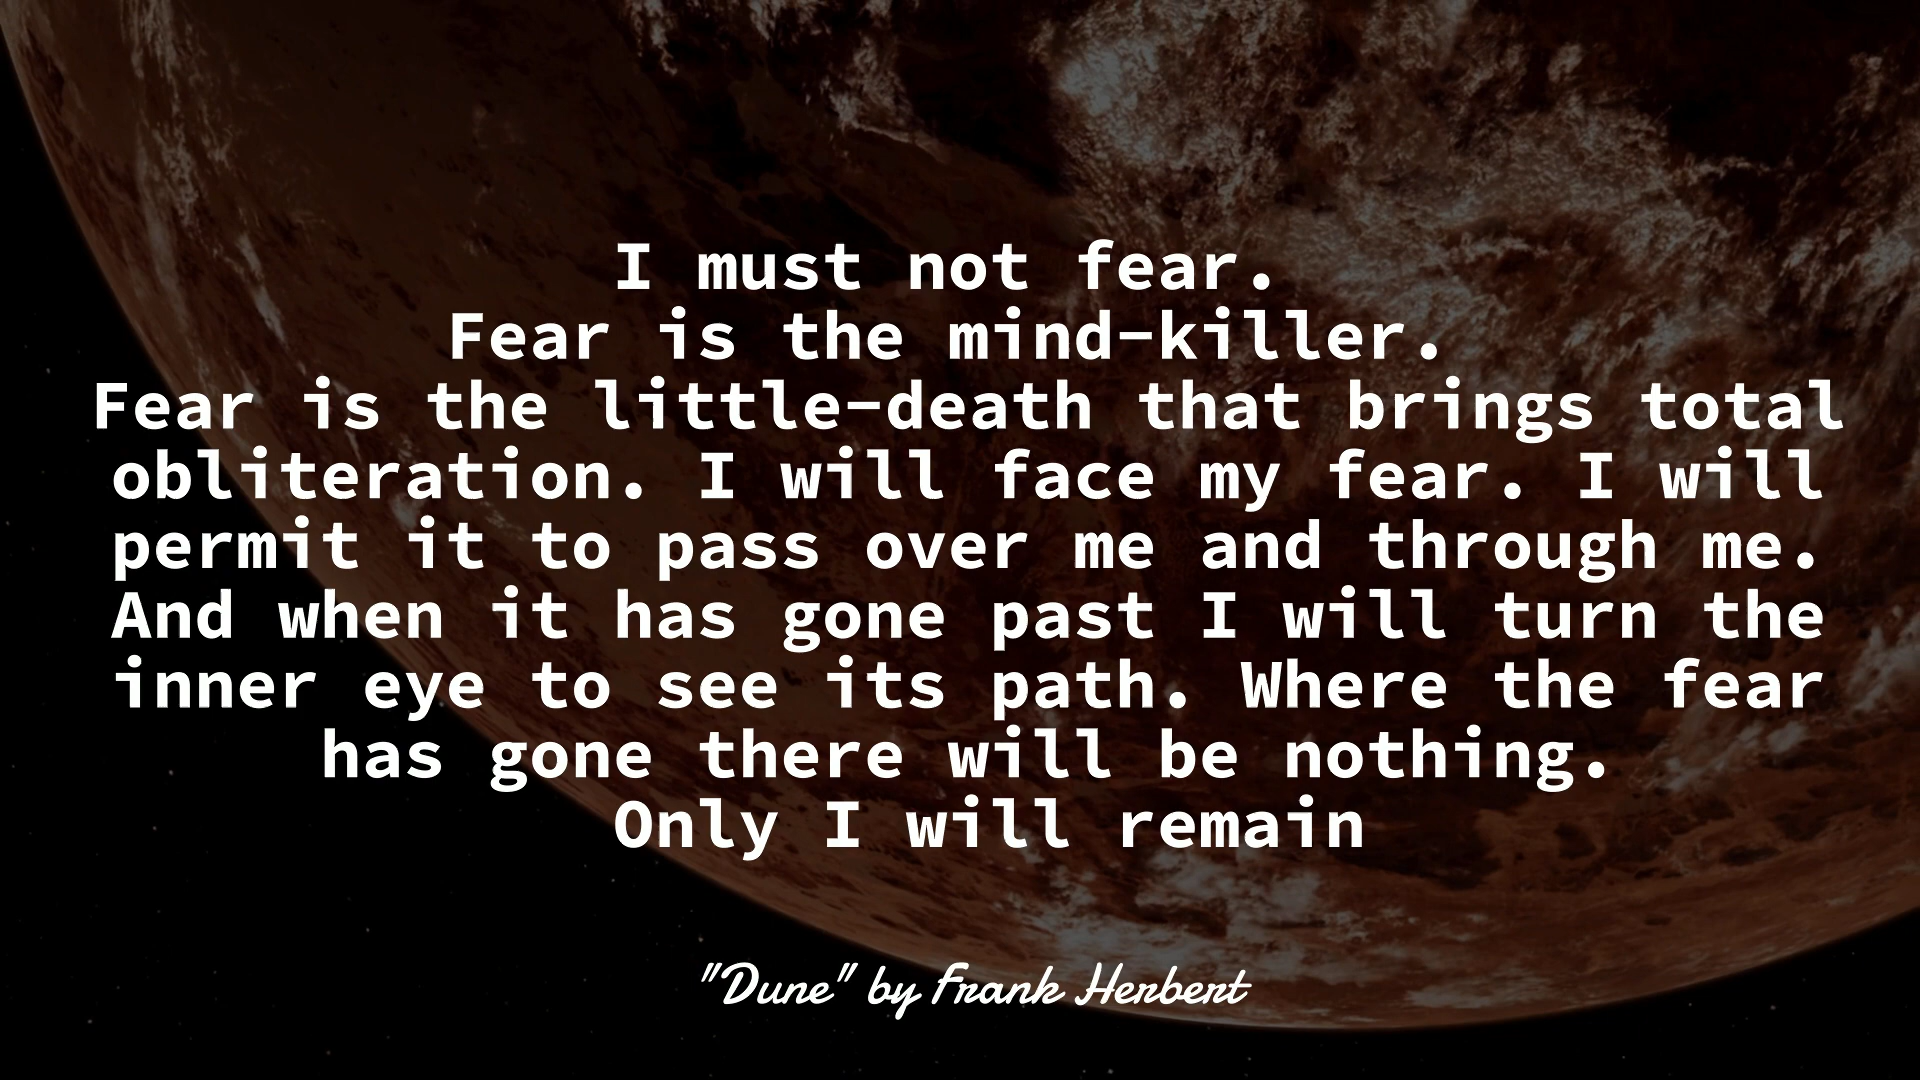 I must not fear.
Fear is the mind-killer.
Fear is the little-death that brings total
obliteration. I will face my fear. I will
permit it to pass over me and through me.
And when it has gone past I will turn the
inner eye to see its path. Where the fear
has gone there will be nothing.
Only I will remain
"Dune" by Frank Herbert